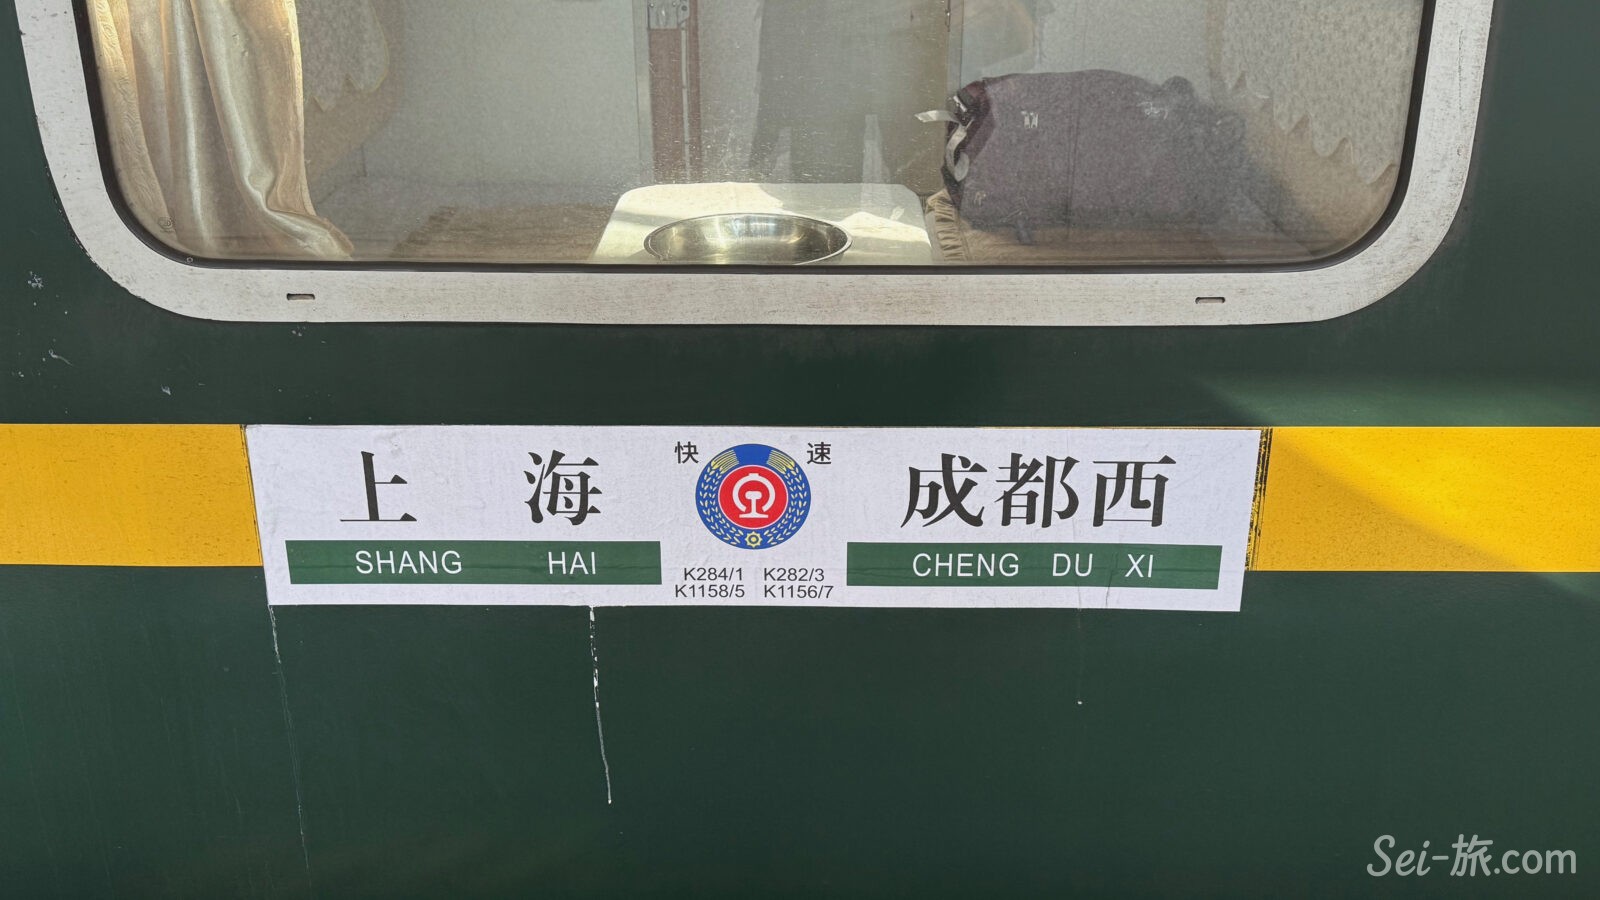 上海
快速
成都西
SHANG HAI
CHENG DU XI
K284/1 K282/3
K1158/5 K1156/7
Sei-旅.com